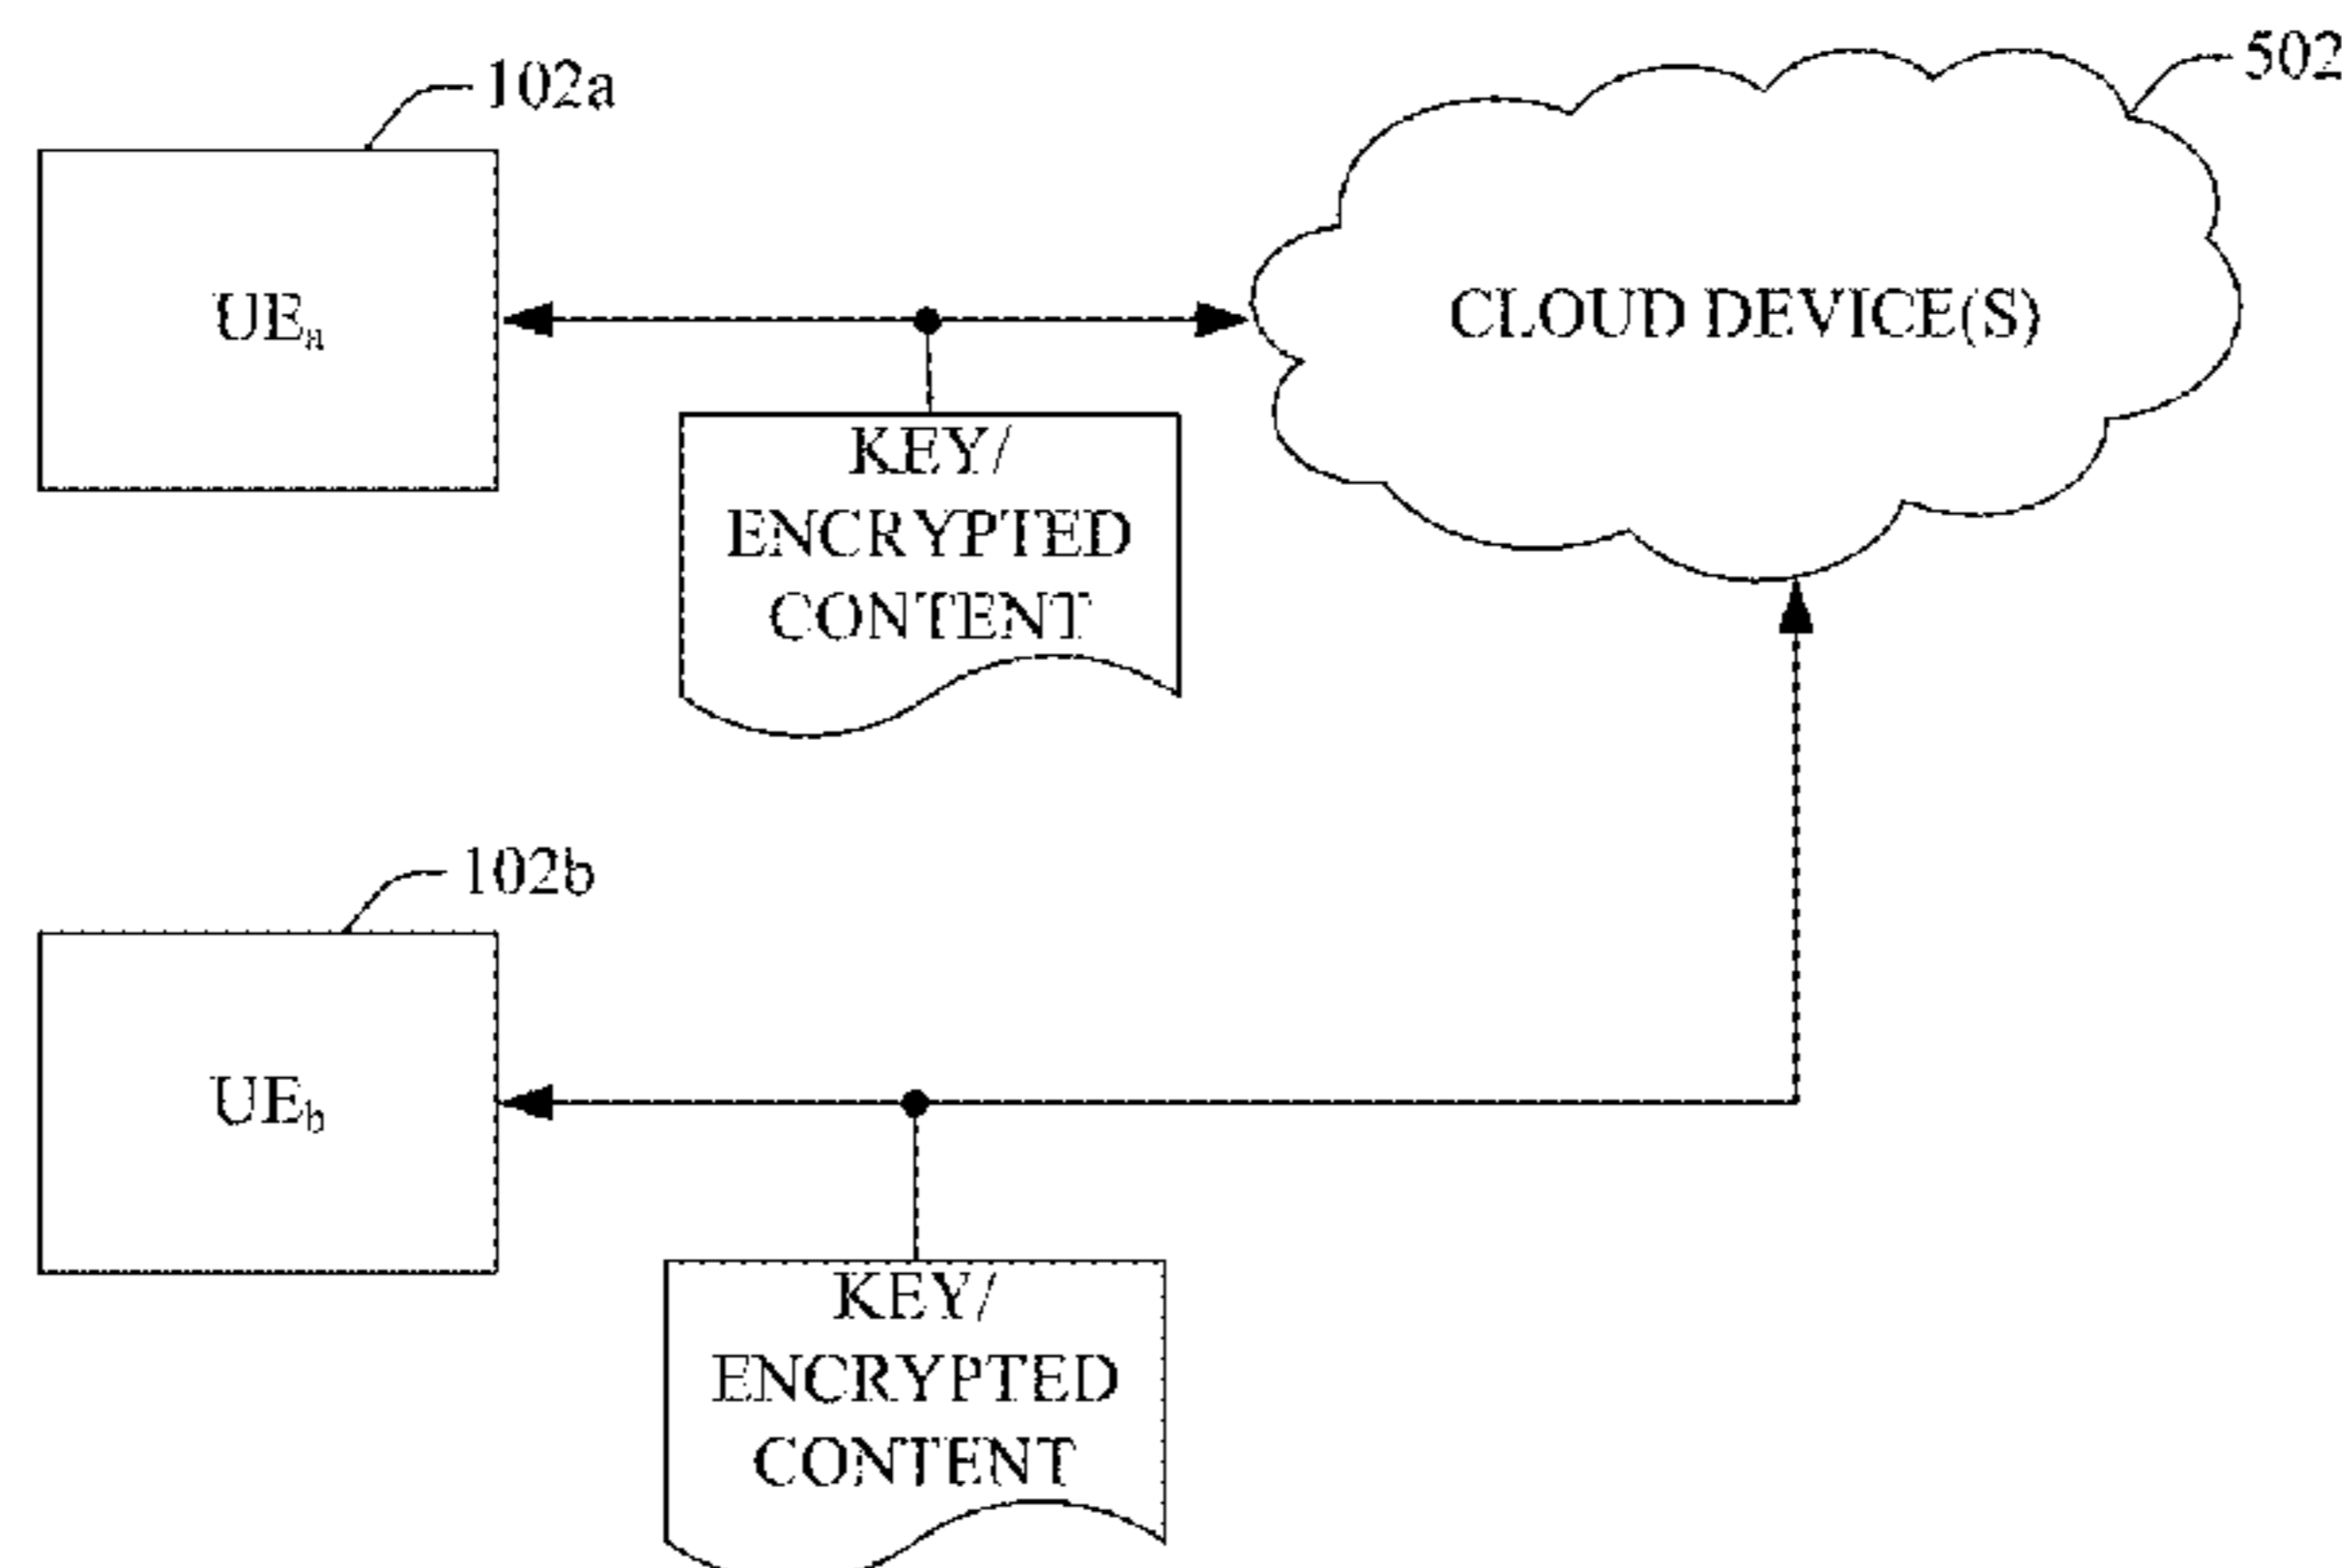 102a
502
UEa
CLOUD DEVICE(S)
KEY/
ENCRYPTED
CONTENT
102b
UEb
KEY/
ENCRYPTED
CONTENT